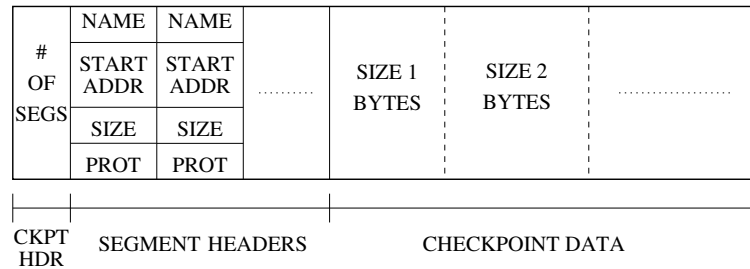 #
OF
SEGS
NAME
START
ADDR
SIZE
PROT
NAME
START
ADDR
SIZE
PROT
..........
SIZE 1
BYTES
SIZE 2
BYTES
...................
CKPT
HDR
SEGMENT HEADERS
CHECKPOINT DATA